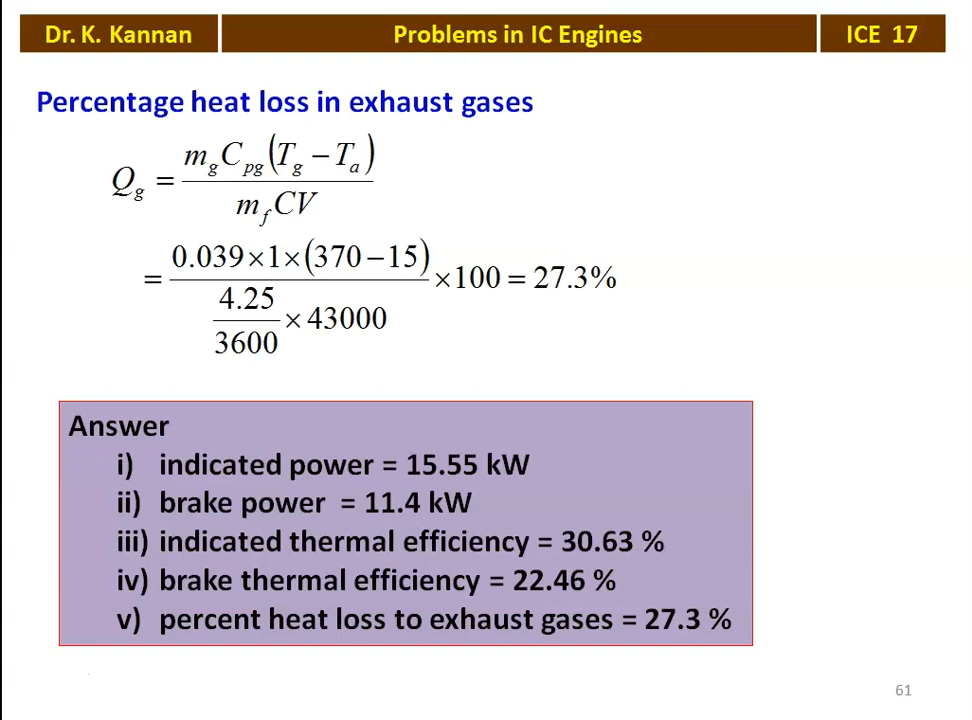 Dr. K. Kannan
Problems in IC Engines
ICE 17
Percentage heat loss in exhaust gases
Q_g = m_g C_pg (T_g − T_a) / m_f CV
= 0.039 × 1 × (370 − 15) / (4.25/3600 × 43000) × 100 = 27.3%
Answer
i) indicated power = 15.55 kW
ii) brake power = 11.4 kW
iii) indicated thermal efficiency = 30.63 %
iv) brake thermal efficiency = 22.46 %
v) percent heat loss to exhaust gases = 27.3 %
61